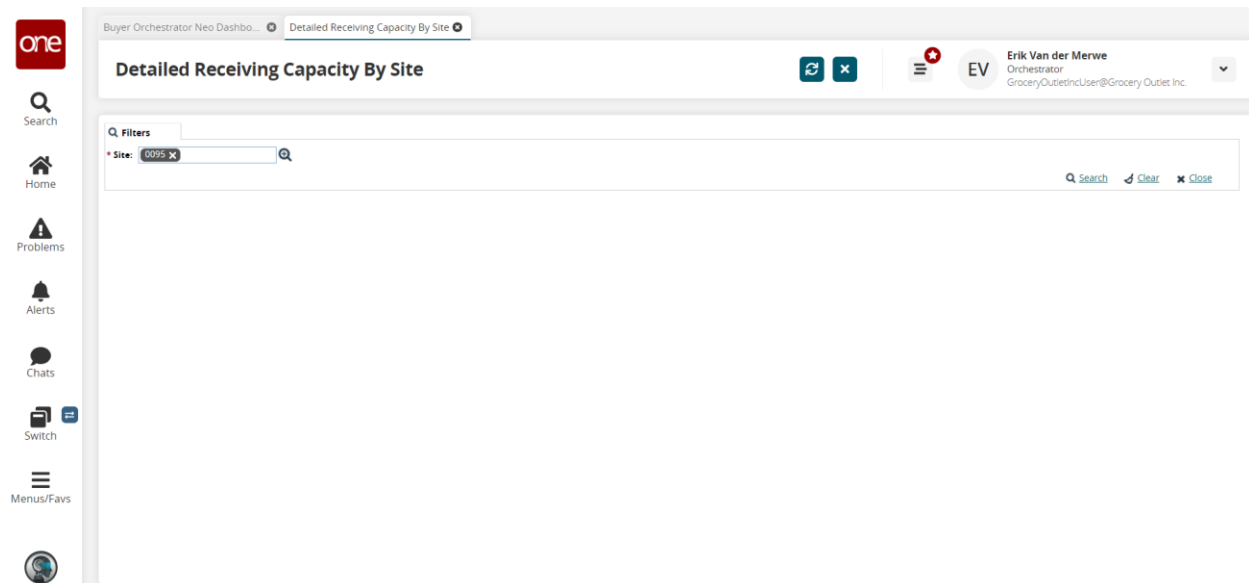 one
Search
Home
Problems
Alerts
Chats
Switch
Menus/Favs
Buyer Orchestrator Neo Dashbo... Detailed Receiving Capacity By Site
Detailed Receiving Capacity By Site
EV
Erik Van der Merwe
Orchestrator
GroceryOutletIncUser@Grocery Outlet Inc.
Filters
* Site: 0095
Search Clear Close